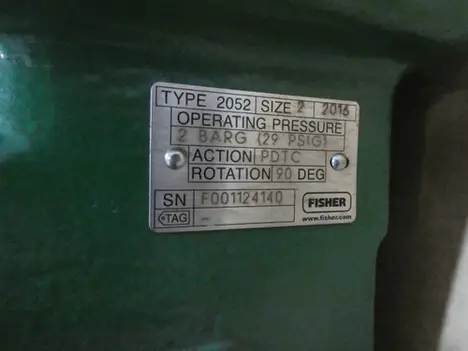 TYPE 2052 SIZE 2 2016
OPERATING PRESSURE
2 BARG (29 PSIG)
ACTION PDTC
ROTATION 90 DEG
SN F001124140 FISHER
TAG - www.fisher.com